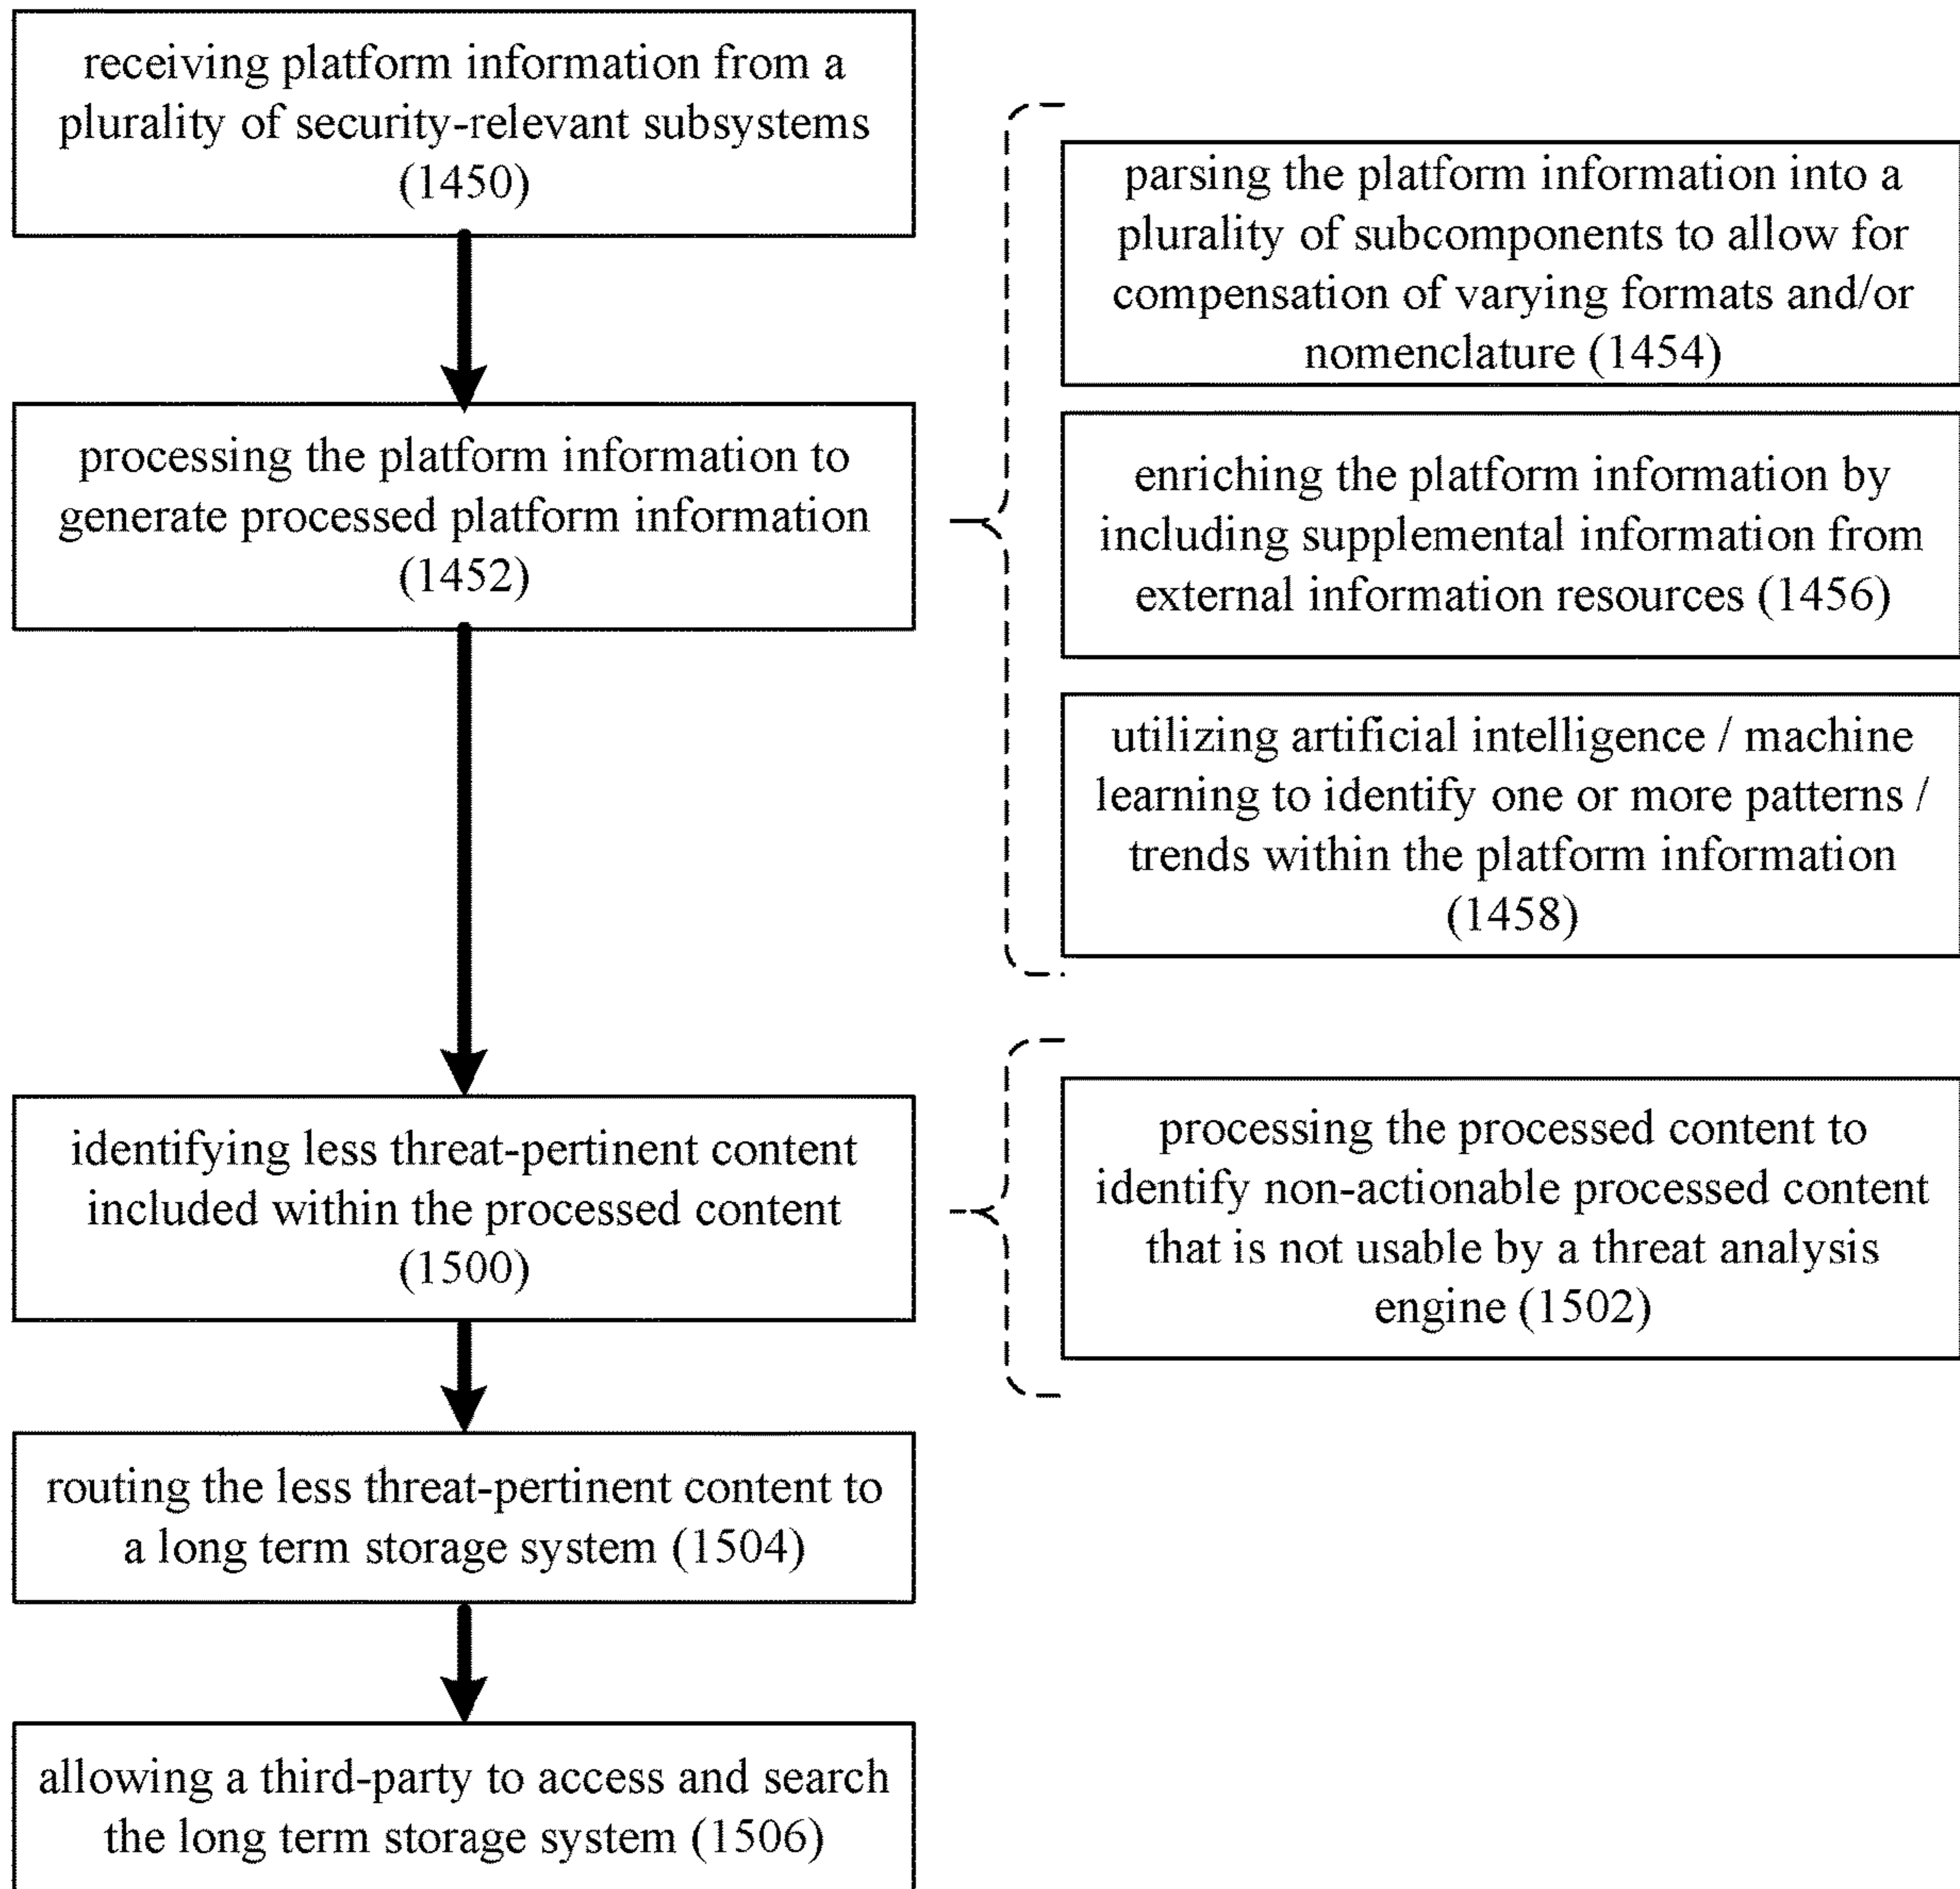 receiving platform information from a
plurality of security-relevant subsystems
(1450)
processing the platform information to
generate processed platform information
(1452)
parsing the platform information into a
plurality of subcomponents to allow for
compensation of varying formats and/or
nomenclature (1454)
enriching the platform information by
including supplemental information from
external information resources (1456)
utilizing artificial intelligence / machine
learning to identify one or more patterns /
trends within the platform information
(1458)
identifying less threat-pertinent content
included within the processed content
(1500)
processing the processed content to
identify non-actionable processed content
that is not usable by a threat analysis
engine (1502)
routing the less threat-pertinent content to
a long term storage system (1504)
allowing a third-party to access and search
the long term storage system (1506)